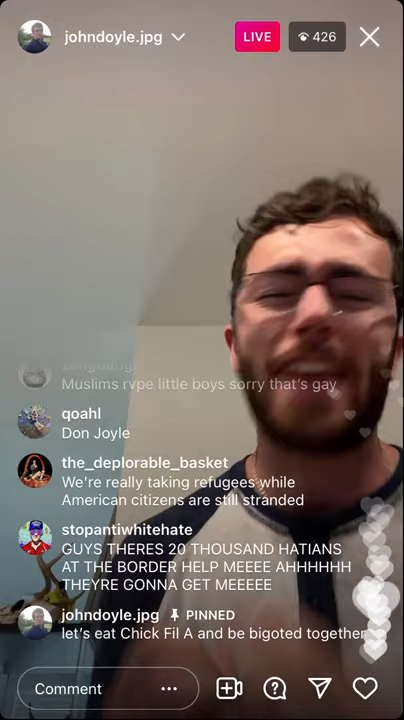 johndoyle.jpg
LIVE
426
Muslims rvpe little boys sorry that's gay
qoahl
Don Joyle
the_deplorable_basket
We're really taking refugees while
American citizens are still stranded
stopantiwhitehate
GUYS THERES 20 THOUSAND HATIANS
AT THE BORDER HELP MEEEE AHHHHHH
THEYRE GONNA GET MEEEEE
johndoyle.jpg PINNED
let's eat Chick Fil A and be bigoted together
Comment